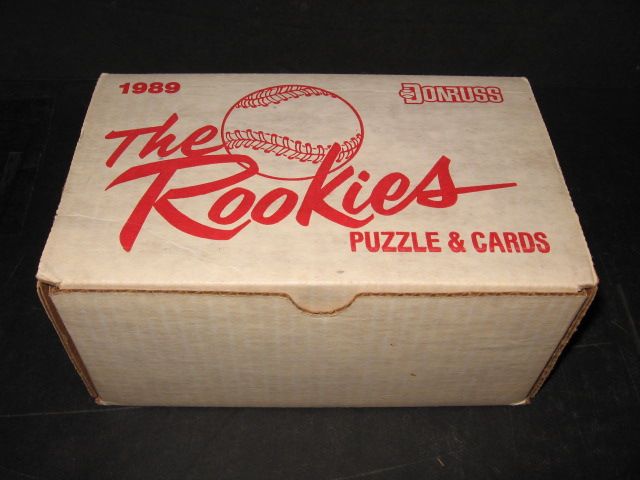 1989
DONRUSS
The
Rookies
PUZZLE & CARDS